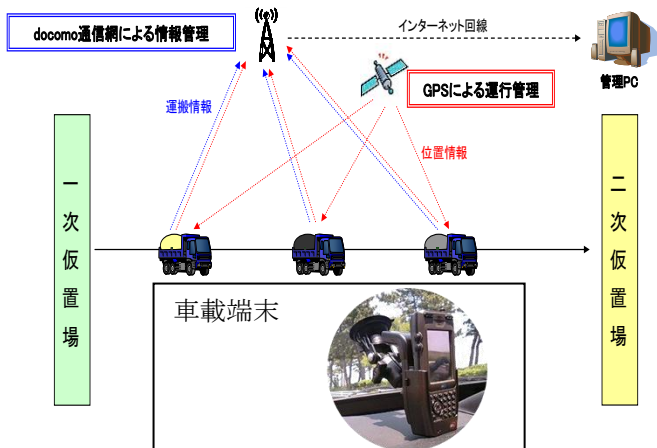 docomo通信網による情報管理
インターネット回線
管理PC
GPSによる運行管理
運搬情報
位置情報
一次仮置場
二次仮置場
車載端末